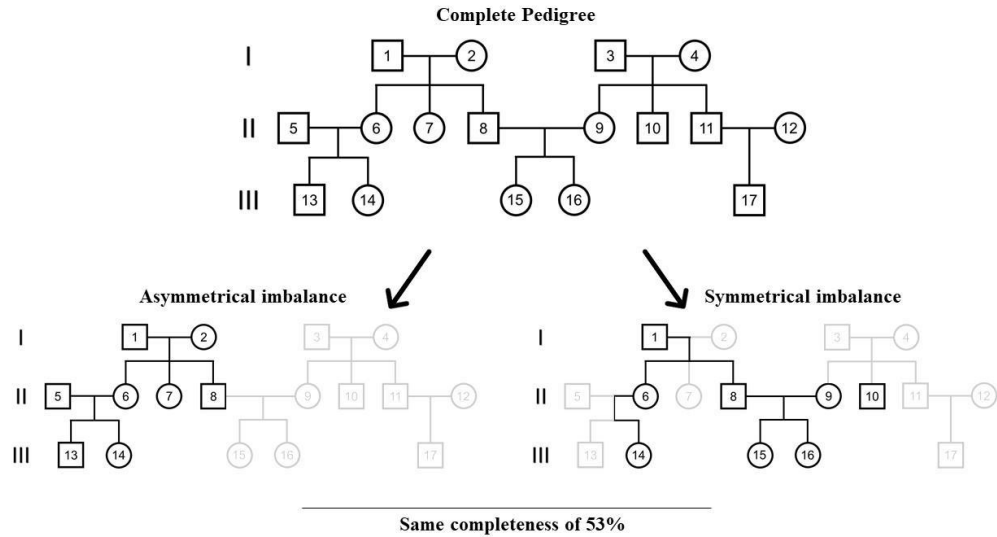 Complete Pedigree
I 1 2 3 4
II 5 6 7 8 9 10 11 12
III 13 14 15 16 17
Asymmetrical imbalance
I 1 2 3 4
II 5 6 7 8 9 10 11 12
III 13 14 15 16 17
Symmetrical imbalance
I 1 2 3 4
II 5 6 7 8 9 10 11 12
III 13 14 15 16 17
Same completeness of 53%